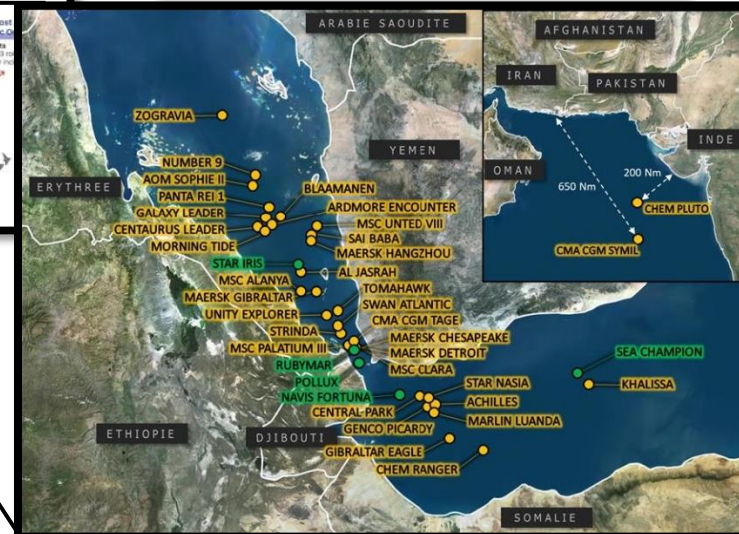 ARABIE SAOUDITE
AFGHANISTAN
IRAN
PAKISTAN
INDE
OMAN
650 Nm
200 Nm
CHEM PLUTO
CMA CGM SYMIL
YEMEN
ERYTHREE
ZOGRAVIA
NUMBER 9
AOM SOPHIE II
PANTA REI 1
GALAXY LEADER
CENTAURUS LEADER
MORNING TIDE
BLAAMANEN
ARDMORE ENCOUNTER
MSC UNTED VIII
SAI BABA
MAERSK HANGZHOU
STAR IRIS
AL JASRAH
MSC ALANYA
MAERSK GIBRALTAR
TOMAHAWK
SWAN ATLANTIC
UNITY EXPLORER
CMA CGM TAGE
STRINDA
MAERSK CHESAPEAKE
MSC PALATIUM III
MAERSK DETROIT
RUBYMAR
MSC CLARA
POLLUX
NAVIS FORTUNA
STAR NASIA
CENTRAL PARK
ACHILLES
GENCO PICARDY
MARLIN LUANDA
GIBRALTAR EAGLE
CHEM RANGER
SEA CHAMPION
KHALISSA
ETHIOPIE
DJIBOUTI
SOMALIE